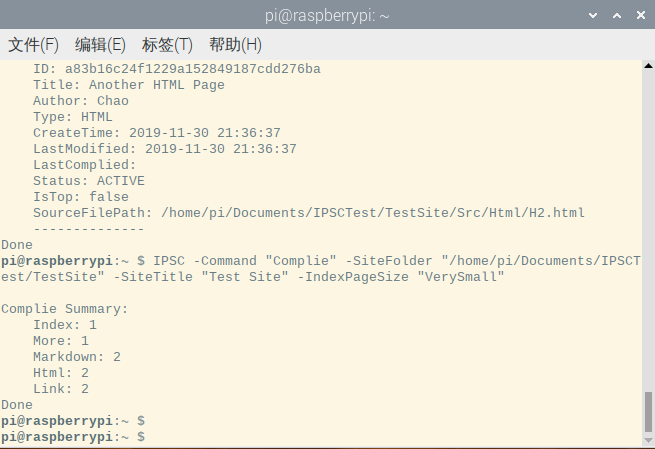 pi@raspberrypi: ~
文件(F) 编辑(E) 标签(T) 帮助(H)
ID: a83b16c24f1229a152849187cdd276ba
Title: Another HTML Page
Author: Chao
Type: HTML
CreateTime: 2019-11-30 21:36:37
LastModified: 2019-11-30 21:36:37
LastComplied:
Status: ACTIVE
IsTop: false
SourceFilePath: /home/pi/Documents/IPSCTest/TestSite/Src/Html/H2.html
--------------
Done
pi@raspberrypi:~ $ IPSC -Command "Complie" -SiteFolder "/home/pi/Documents/IPSCT
est/TestSite" -SiteTitle "Test Site" -IndexPageSize "VerySmall"
Complie Summary:
Index: 1
More: 1
Markdown: 2
Html: 2
Link: 2
Done
pi@raspberrypi:~ $
pi@raspberrypi:~ $